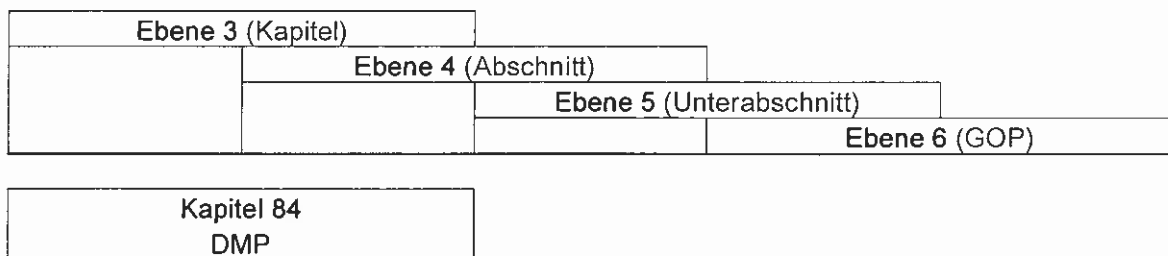 Ebene 3 (Kapitel)
Ebene 4 (Abschnitt)
Ebene 5 (Unterabschnitt)
Ebene 6 (GOP)
Kapitel 84
DMP